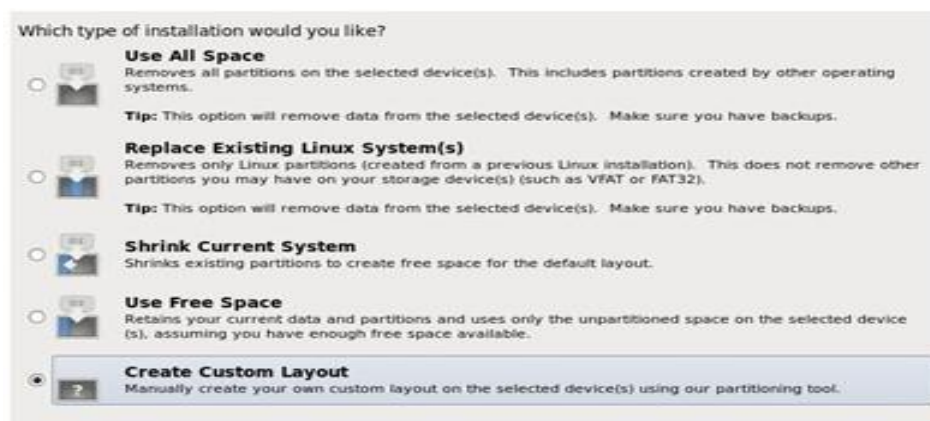 Which type of installation would you like?
Use All Space
Removes all partitions on the selected device(s). This includes partitions created by other operating
systems.
Tip: This option will remove data from the selected device(s). Make sure you have backups.
Replace Existing Linux System(s)
Removes only Linux partitions (created from a previous Linux installation). This does not remove other
partitions you may have on your storage device(s) (such as VFAT or FAT32).
Tip: This option will remove data from the selected device(s). Make sure you have backups.
Shrink Current System
Shrinks existing partitions to create free space for the default layout.
Use Free Space
Retains your current data and partitions and uses only the unpartitioned space on the selected device
(s), assuming you have enough free space available.
Create Custom Layout
?
Manually create your own custom layout on the selected device(s) using our partitioning tool.